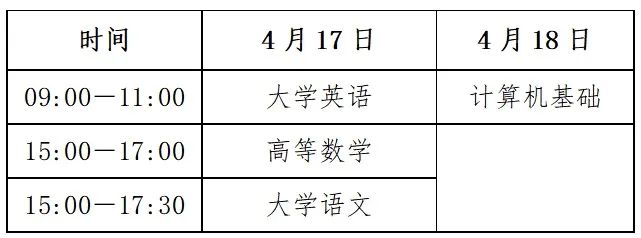 时间 4月17日 4月18日
09:00－11:00 大学英语 计算机基础
15:00－17:00 高等数学
15:00－17:30 大学语文